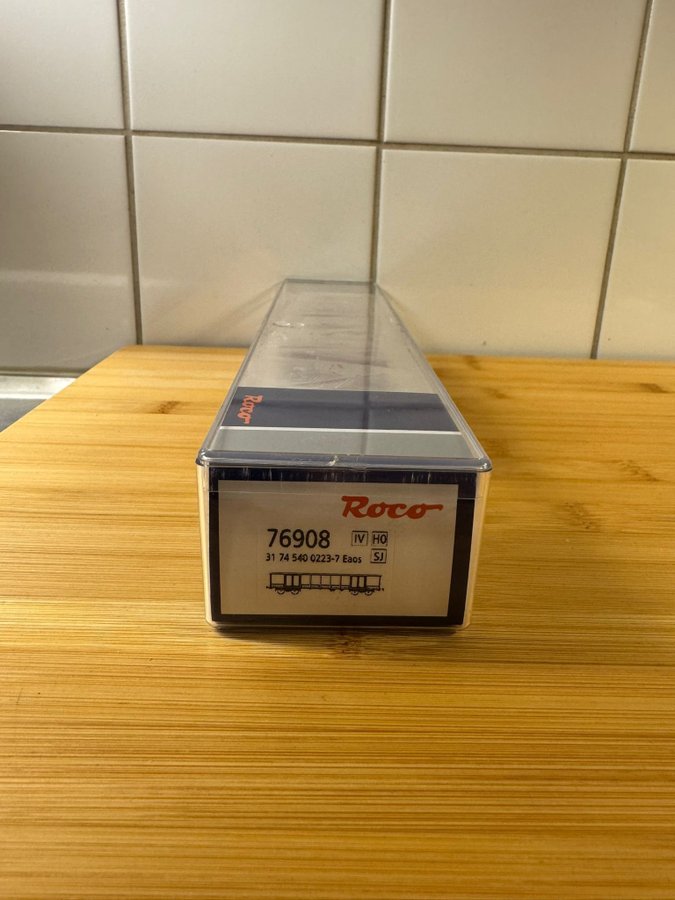 Roco
Roco
76908 IV H0
31 74 540 0223-7 Eaos SJ